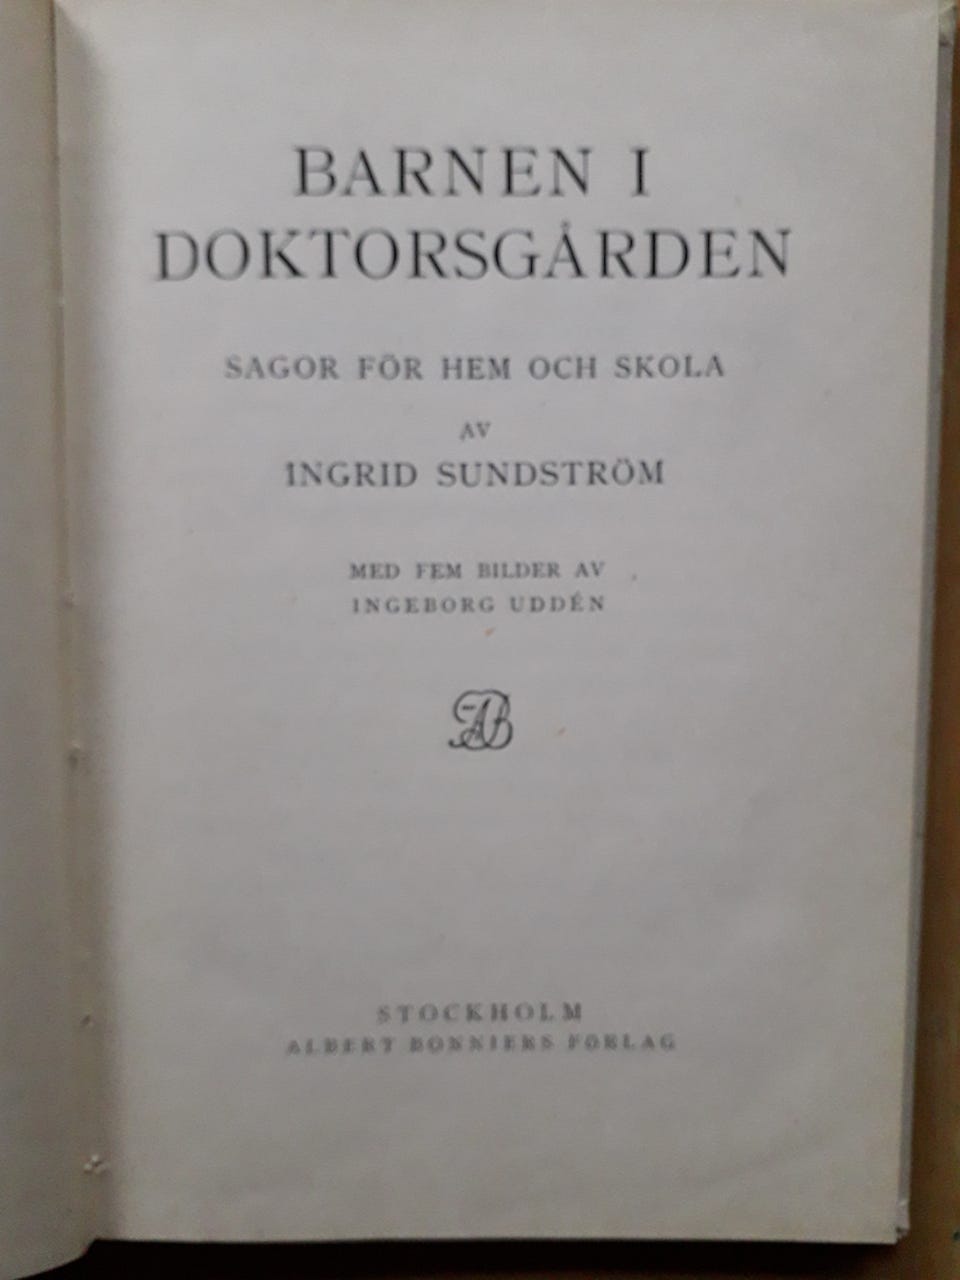 BARNEN I
DOKTORSGÅRDEN
SAGOR FÖR HEM OCH SKOLA
AV
INGRID SUNDSTRÖM
MED FEM BILDER AV
INGEBORG UDDÉN
AB
STOCKHOLM
ALBERT BONNIERS FÖRLAG